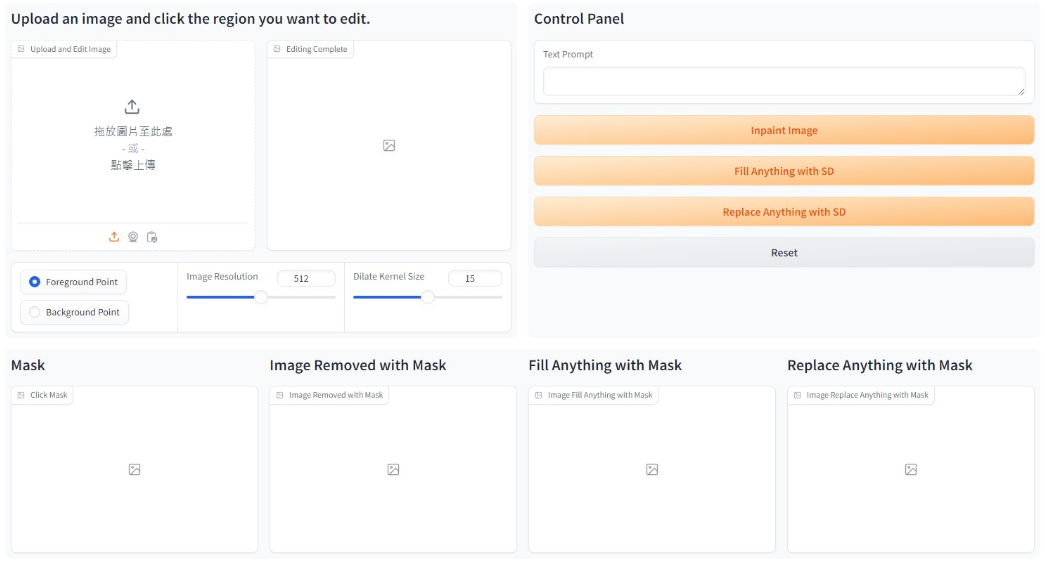 Upload an image and click the region you want to edit.
Upload and Edit Image
拖放圖片至此處
- 或 -
點擊上傳
Editing Complete
Foreground Point
Background Point
Image Resolution
512
Dilate Kernel Size
15
Control Panel
Text Prompt
Inpaint Image
Fill Anything with SD
Replace Anything with SD
Reset
Mask
Click Mask
Image Removed with Mask
Image Removed with Mask
Fill Anything with Mask
Image Fill Anything with Mask
Replace Anything with Mask
Image Replace Anything with Mask